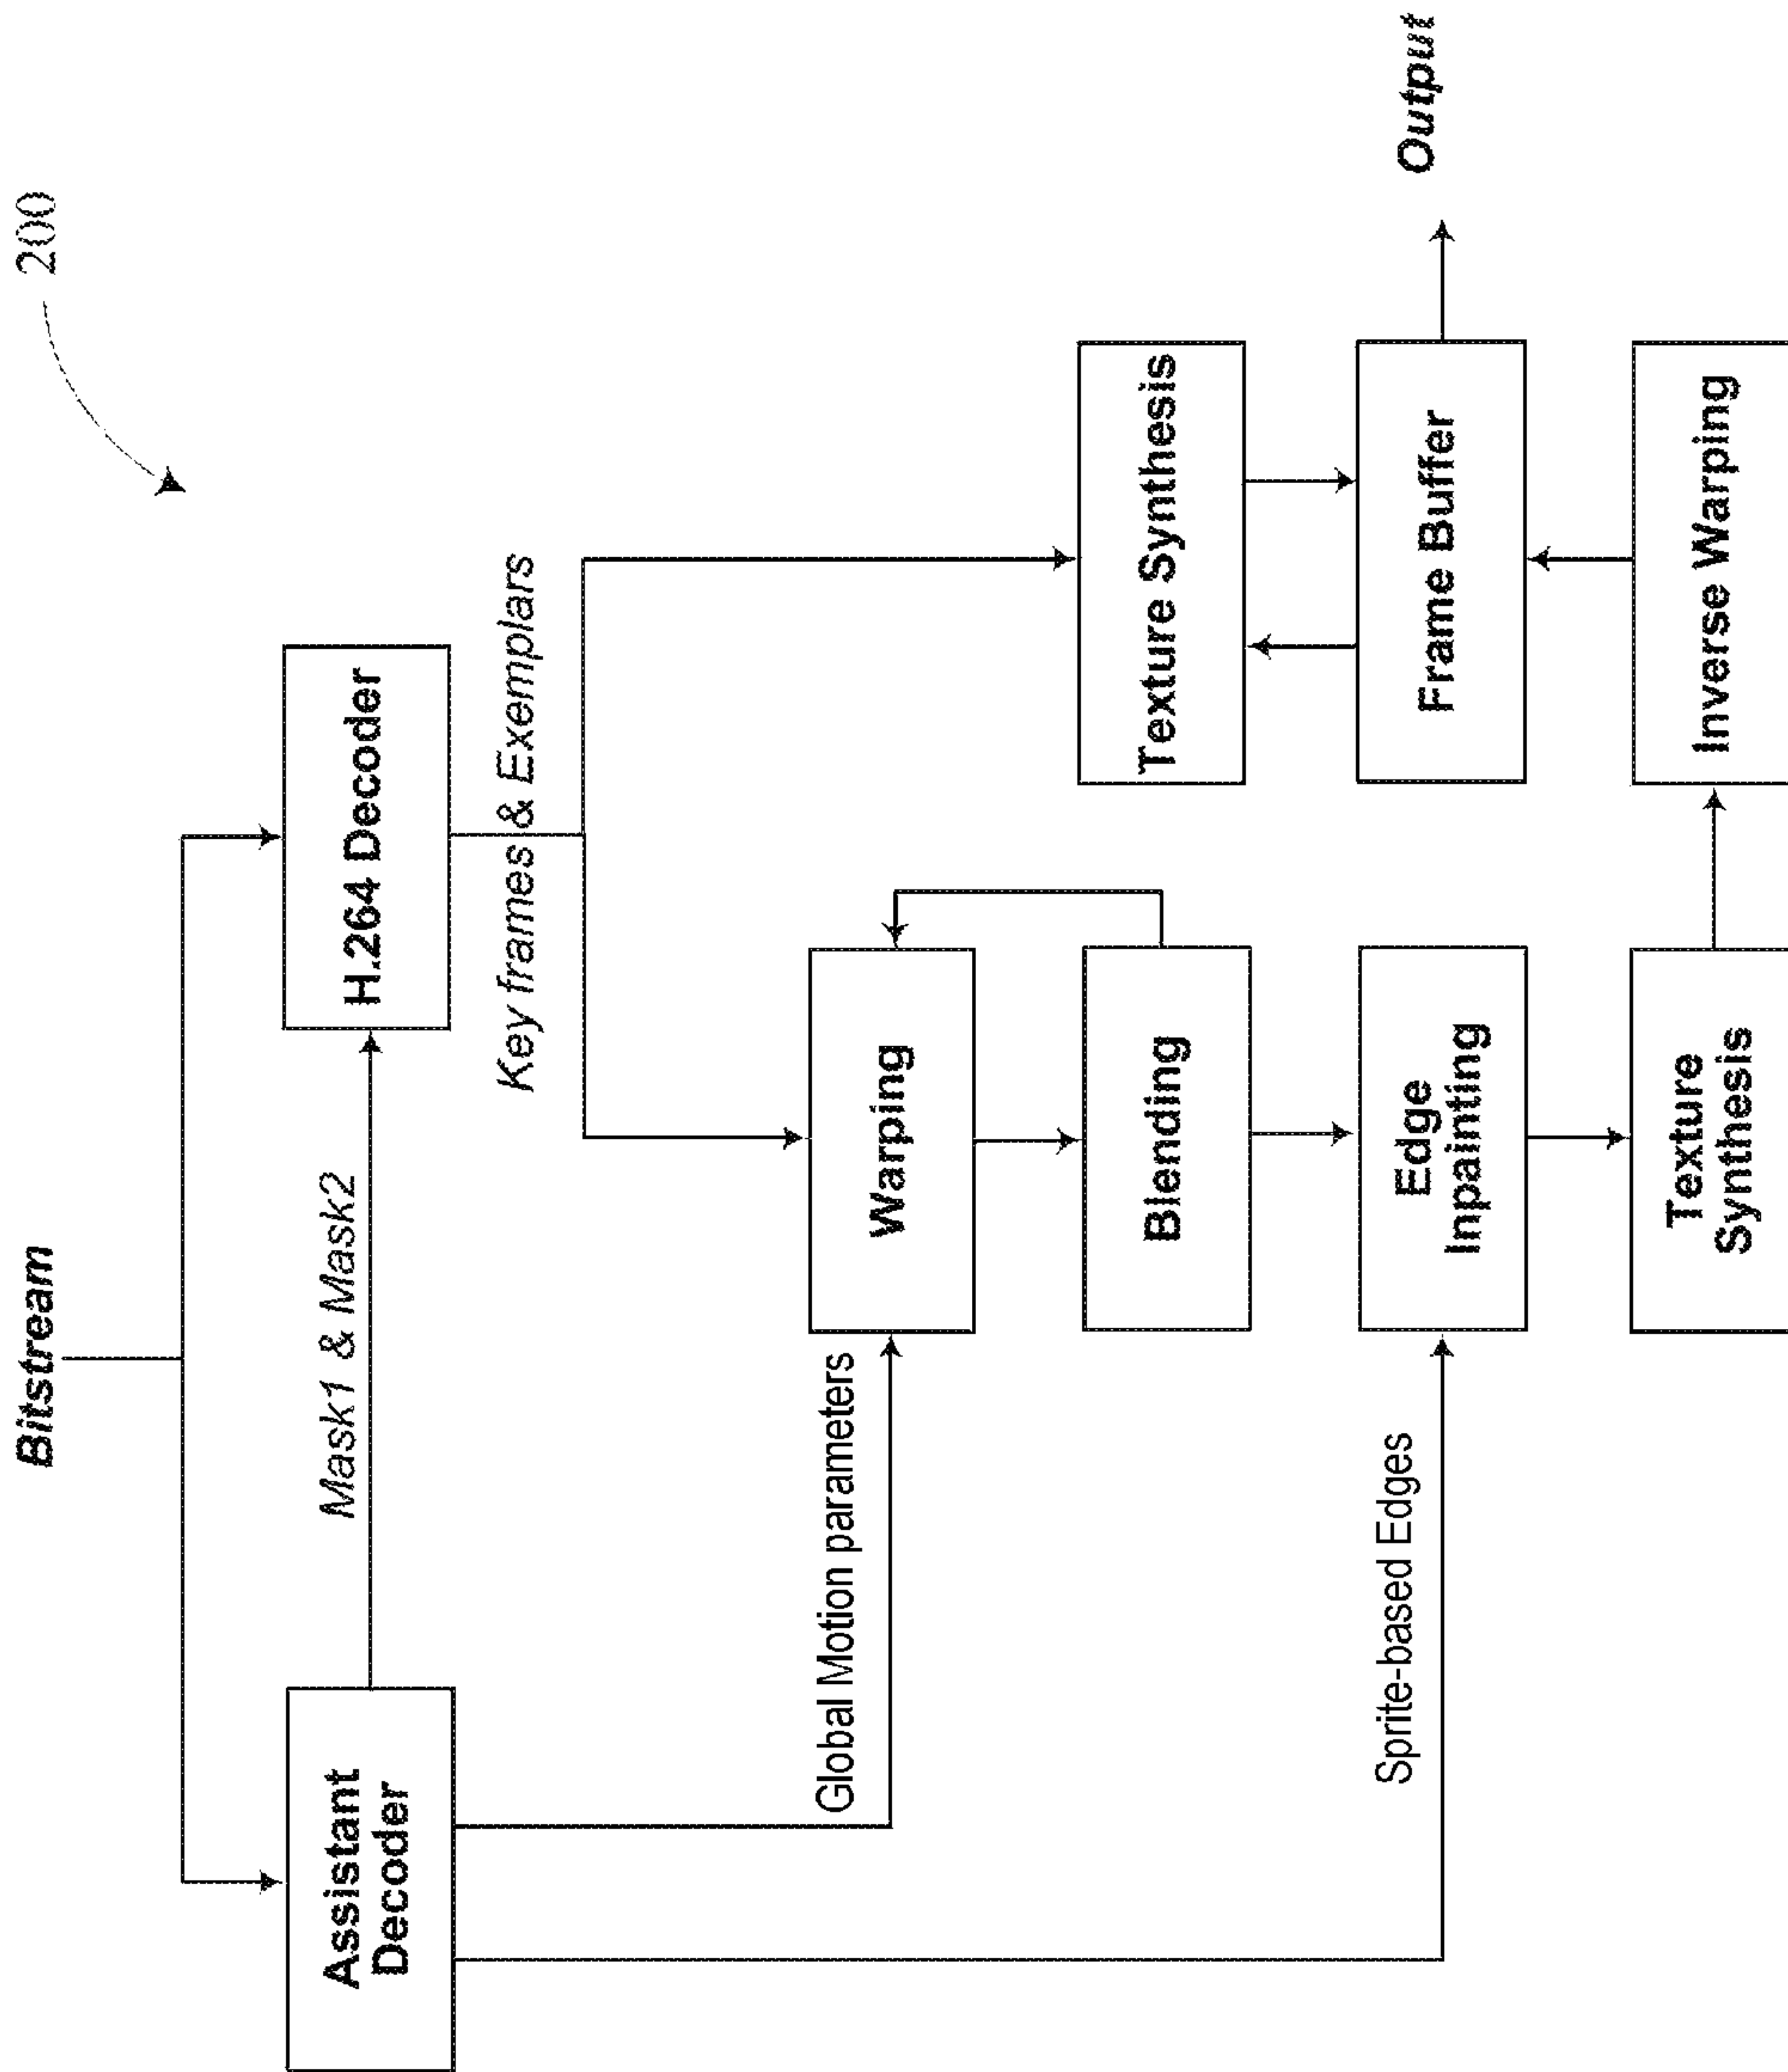 200
Bitstream
Mask1 & Mask2
Assistant
Decoder
H.264 Decoder
Key frames & Exemplars
Global Motion parameters
Warping
Texture Synthesis
Blending
Sprite-based Edges
Edge
Inpainting
Frame Buffer
Output
Texture
Synthesis
Inverse Warping